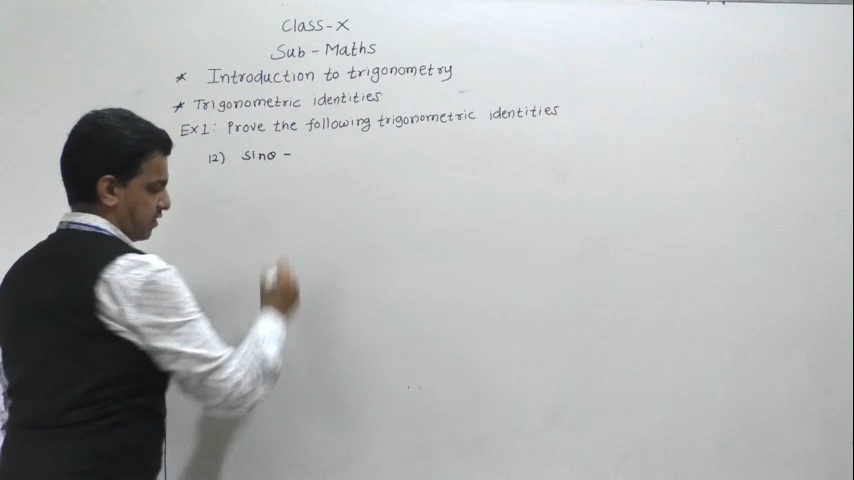 Class-X
Sub - Maths
* Introduction to trigonometry
* Trigonometric identities
EX1: Prove the following trigonometric identities
12) sinθ -